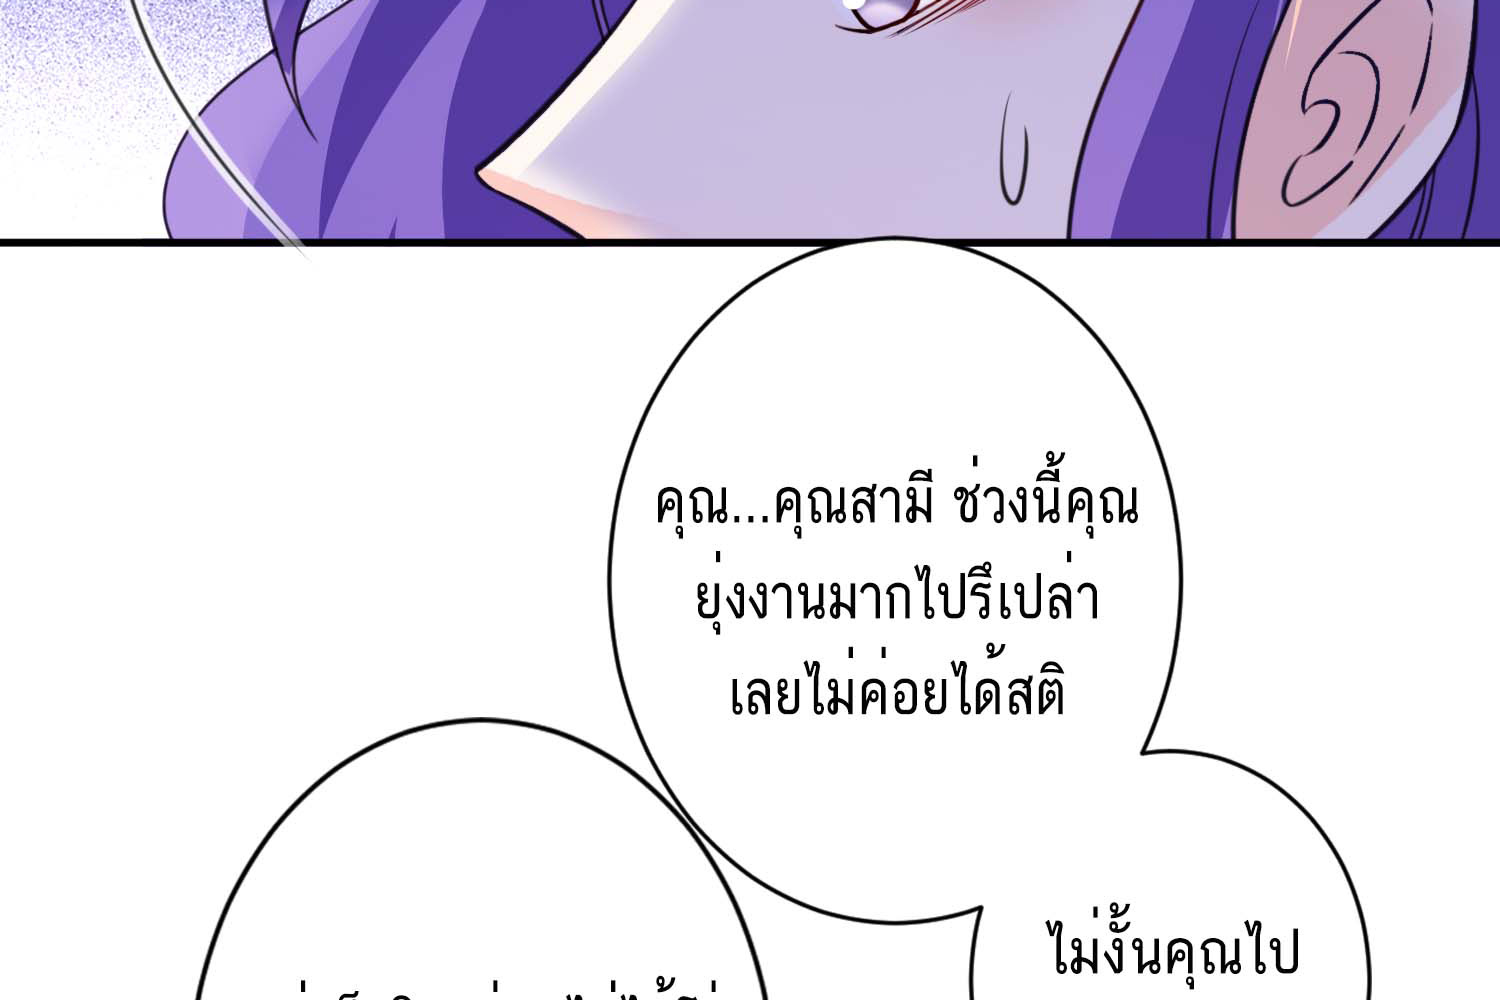 คุณ...คุณสามี ช่วงนี้คุณ
ยุ่งงานมากไปรึเปล่า
เลยไม่ค่อยได้สติ
ไม่งั้นคุณไป